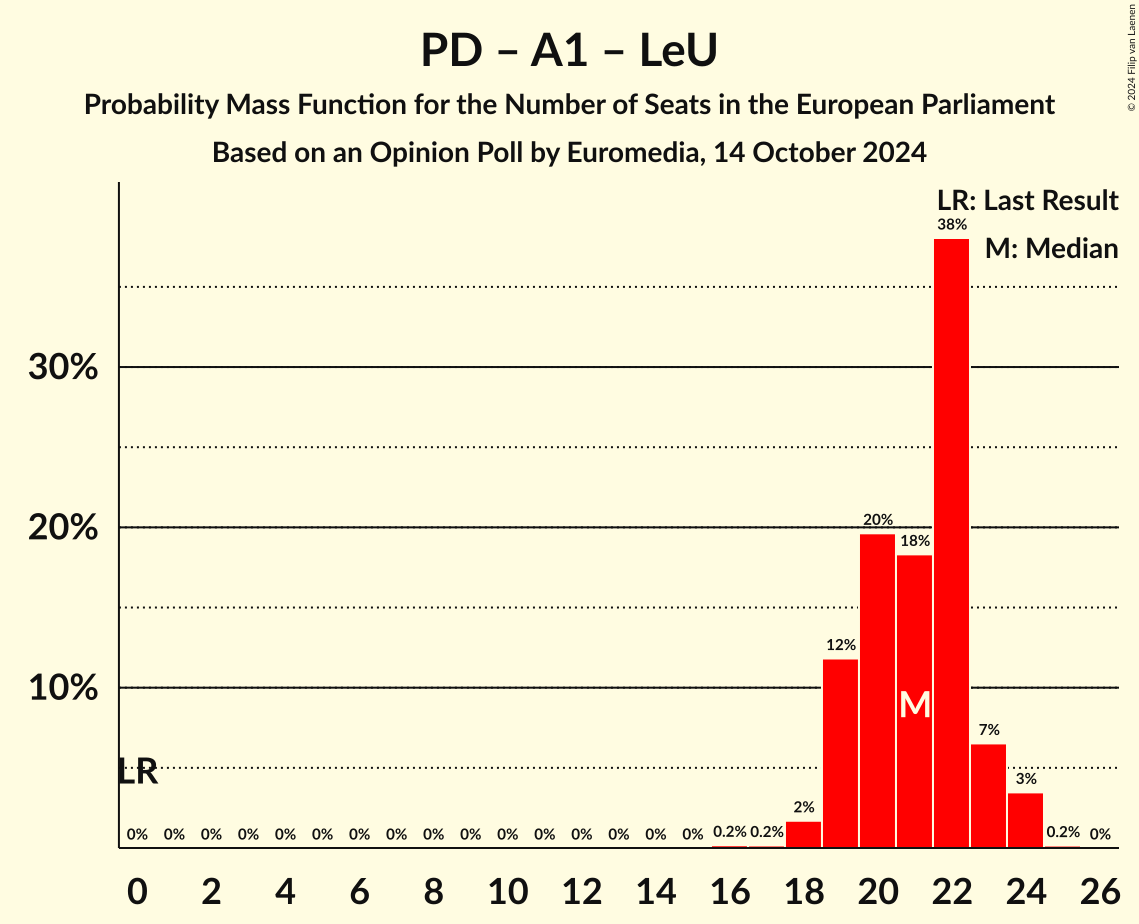 PD – A1 – LeU
Probability Mass Function for the Number of Seats in the European Parliament
Based on an Opinion Poll by Euromedia, 14 October 2024
© 2024 Filip van Laenen
LR: Last Result
M: Median
38%
30%
20%
20%
18%
12%
10%
M
7%
LR
3%
2%
0% 0% 0% 0% 0% 0% 0% 0% 0% 0% 0% 0% 0% 0% 0% 0% 0.2% 0.2% 0.2% 0%
0 2 4 6 8 10 12 14 16 18 20 22 24 26